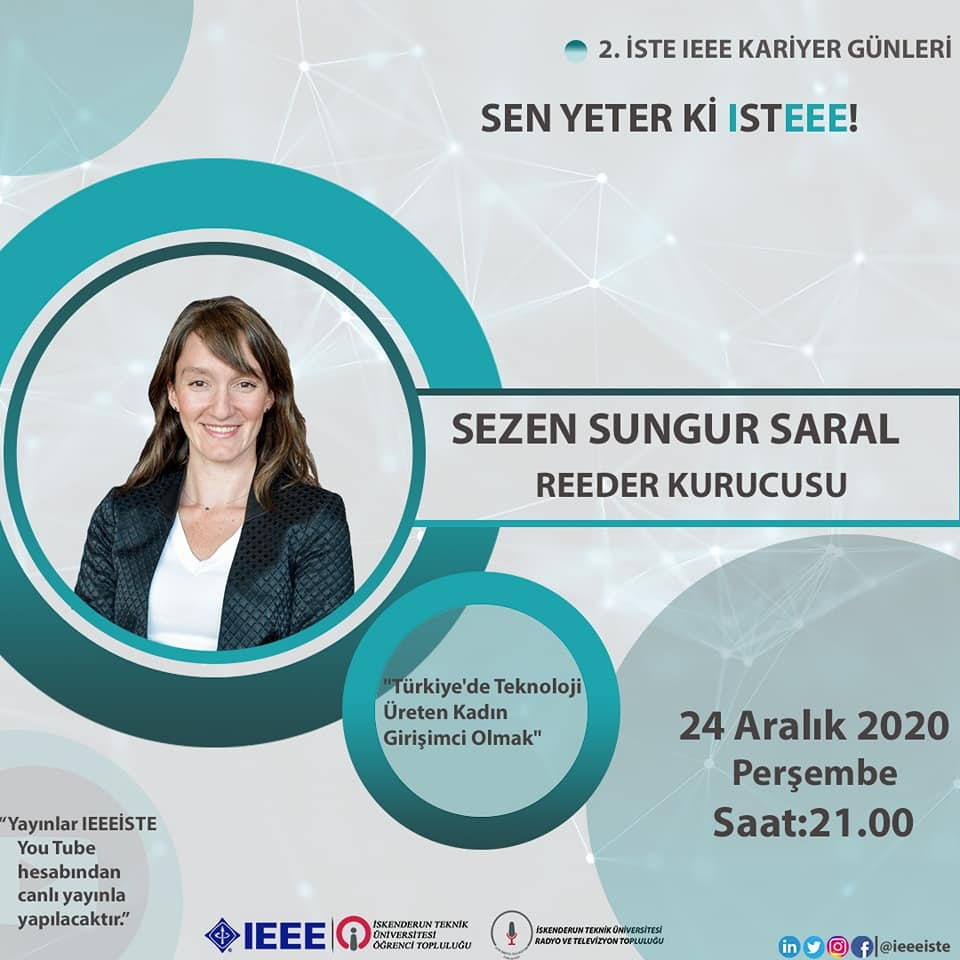 2. İSTE IEEE KARİYER GÜNLERİ
SEN YETER Kİ ISTEEE!
SEZEN SUNGUR SARAL
REEDER KURUCUSU
"Türkiye'de Teknoloji
Üreten Kadın
Girişimci Olmak"
24 Aralık 2020
Perşembe
Saat:21.00
“Yayınlar IEEEİSTE
You Tube
hesabından
canlı yayınla
yapılacaktır.”
IEEE
İSKENDERUN TEKNİK
ÜNİVERSİTESİ
ÖĞRENCİ TOPLULUĞU
İSKENDERUN TEKNİK ÜNİVERSİTESİ
RADYO VE TELEVİZYON TOPLULUĞU
@ieeeiste